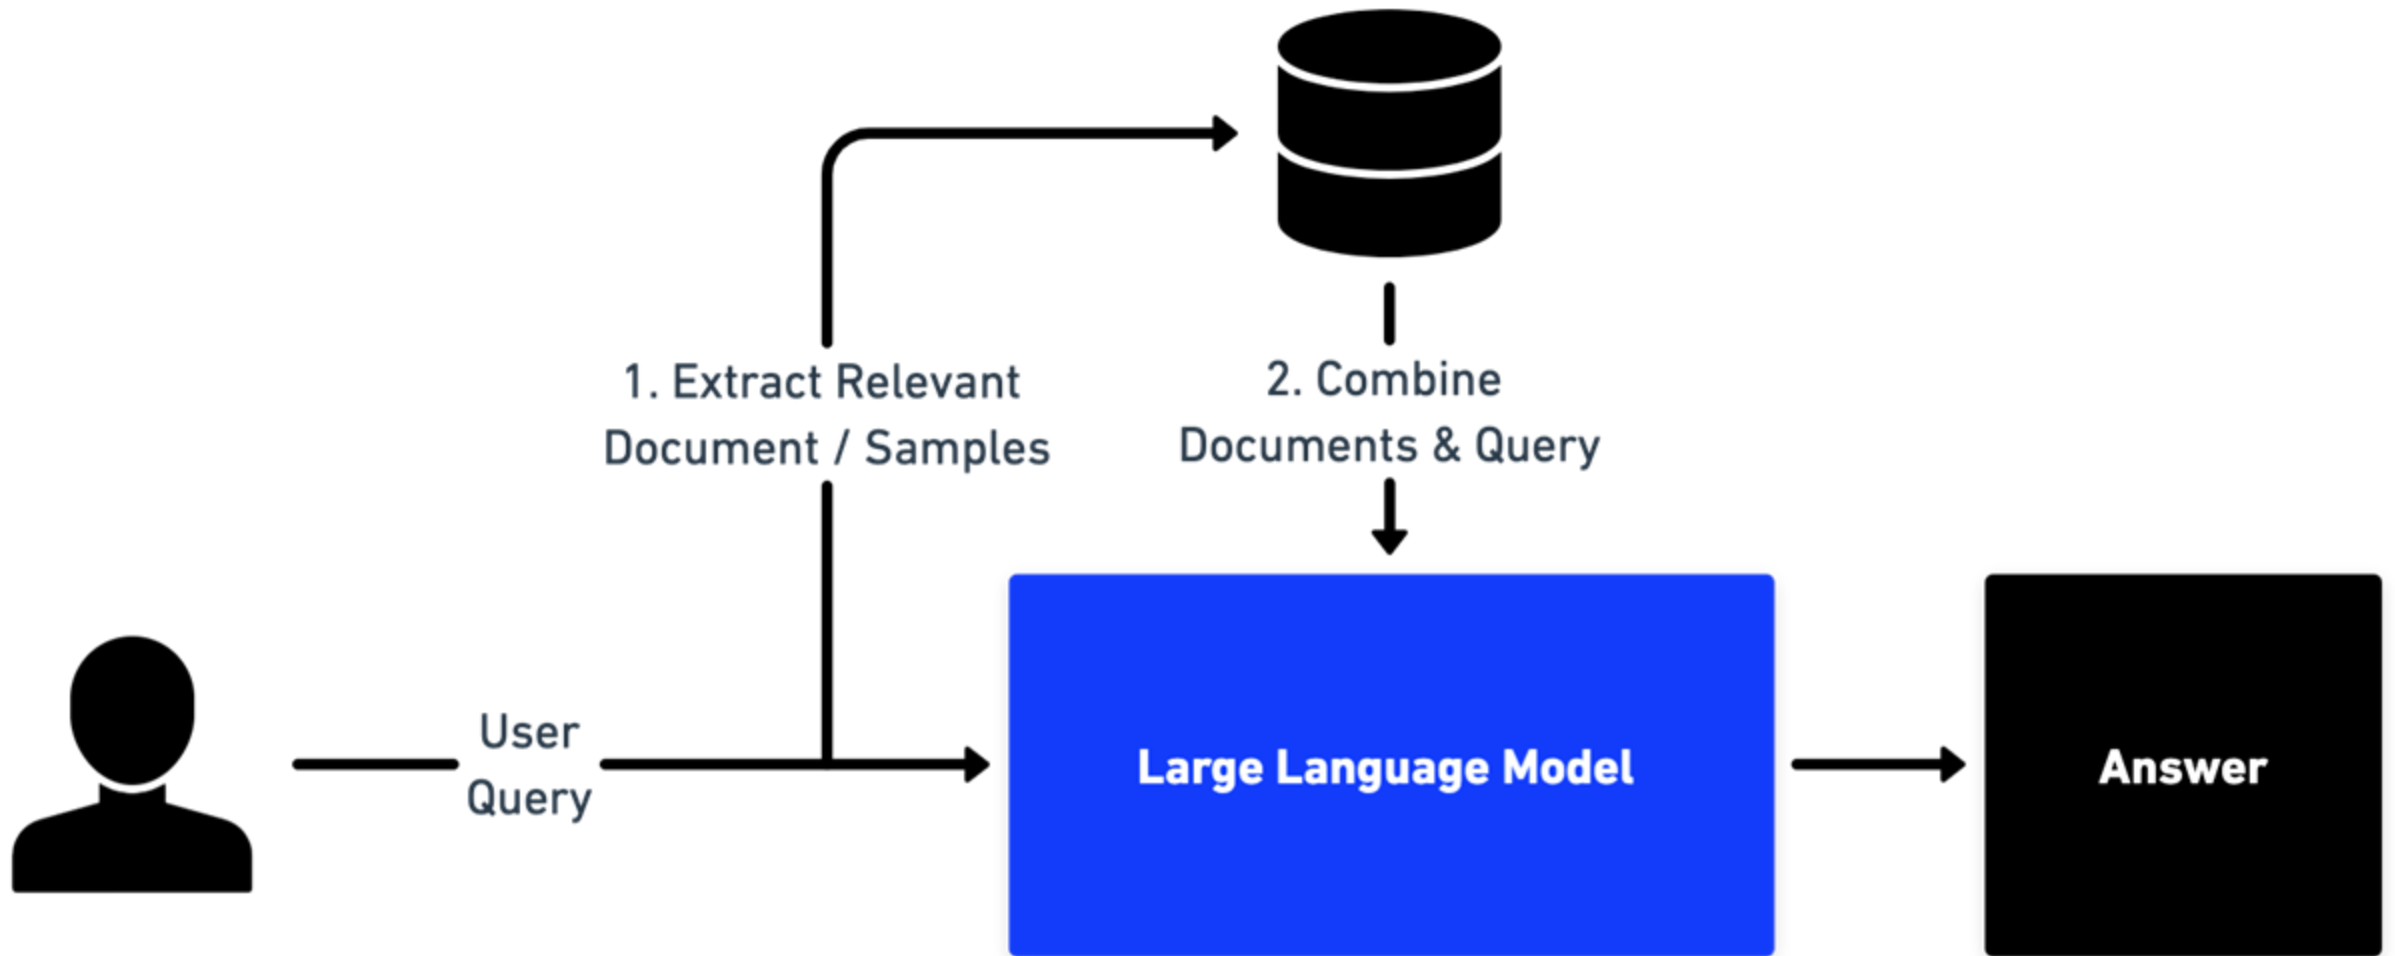 1. Extract Relevant
Document / Samples
2. Combine
Documents & Query
User
Query
Large Language Model
Answer